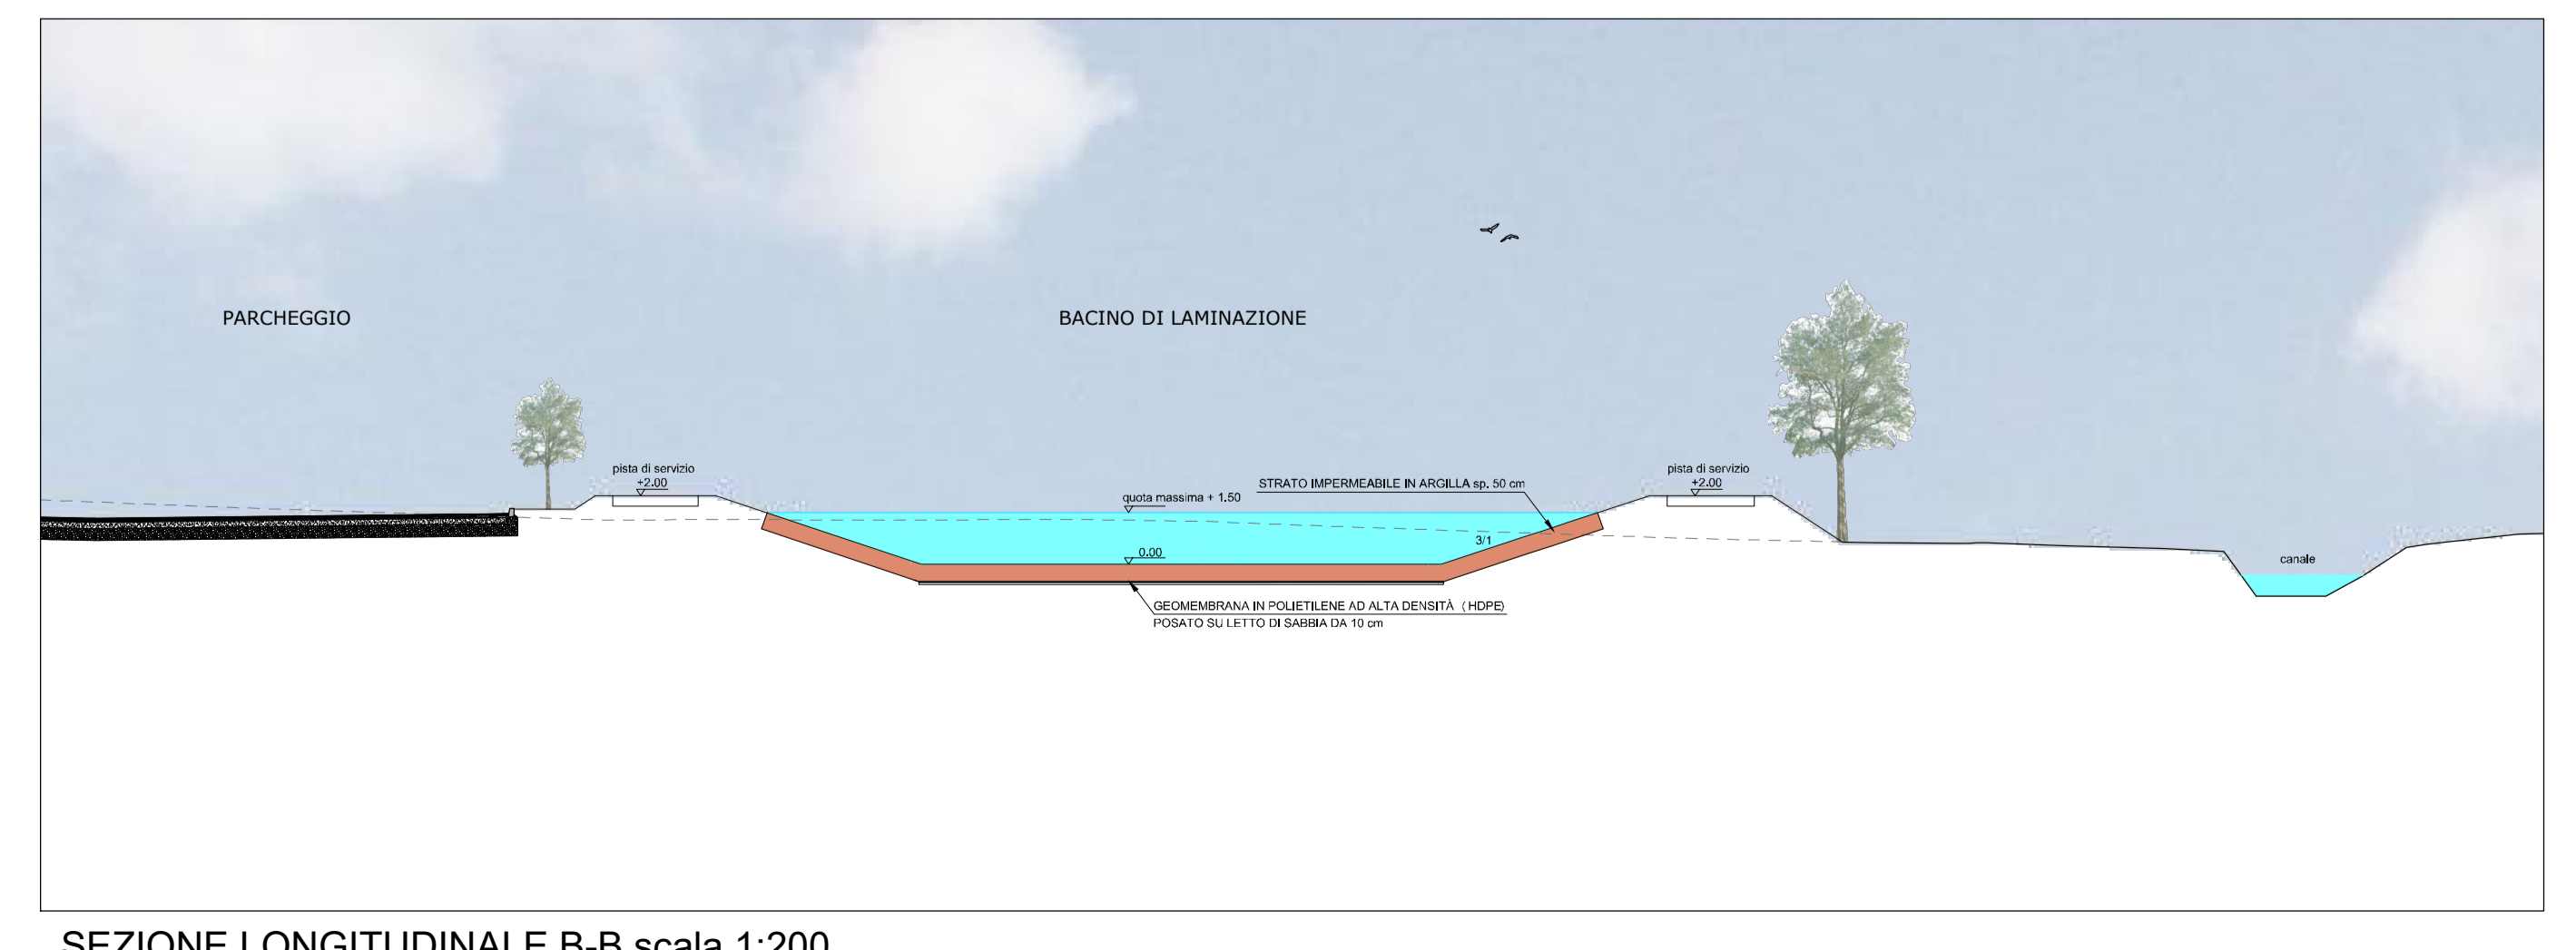 PARCHEGGIO
BACINO DI LAMINAZIONE
pista di servizio
+2.00
quota massima + 1.50
STRATO IMPERMEABILE IN ARGILLA sp. 50 cm
pista di servizio
+2.00
3/1
0.00
canale
GEOMEMBRANA IN POLIETILENE AD ALTA DENSITÀ (HDPE)
POSATO SU LETTO DI SABBIA DA 10 cm
SEZIONE LONGITUDINALE B-B scala 1:200